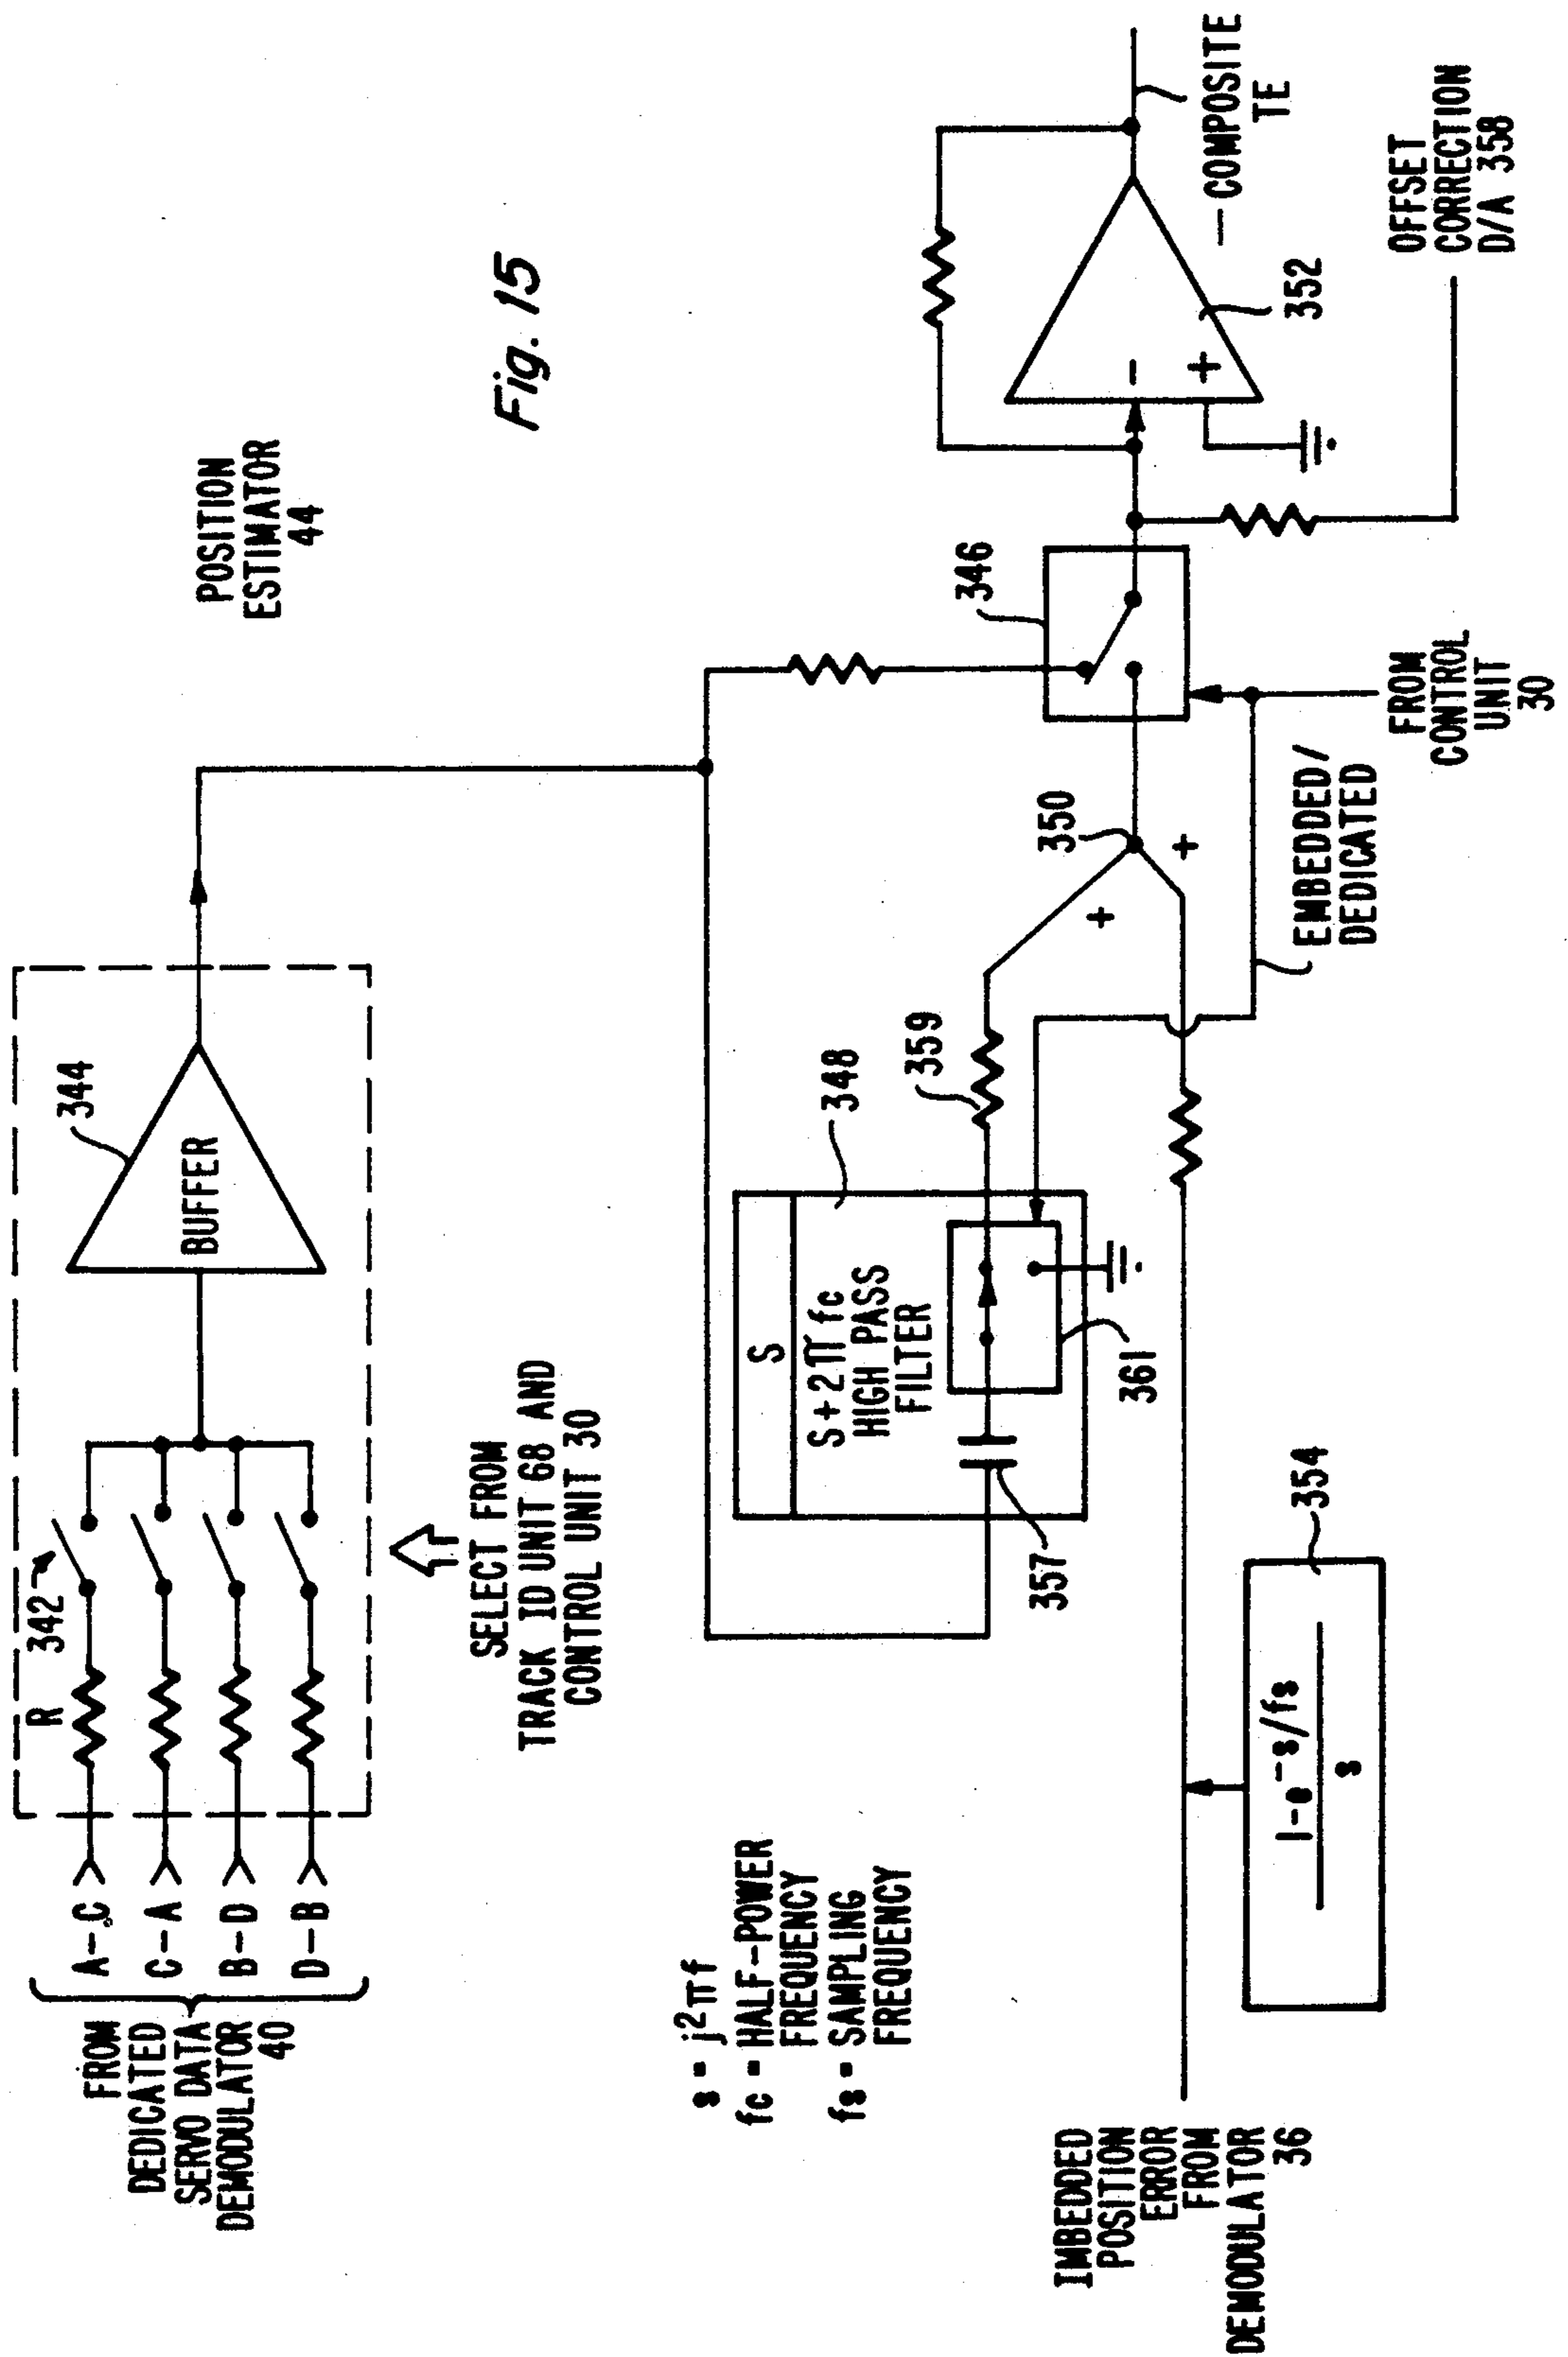 POSITION
ESTIMATOR
44
Fig. 15
FROM
DEDICATED
SERVO DATA
DEMODULATOR
40
A-C
C-A
B-D
D-B
R
342
344
BUFFER
SELECT FROM
TRACK ID UNIT 68 AND
CONTROL UNIT 30
s = j2πf
fc = HALF-POWER
FREQUENCY
fs = SAMPLING
FREQUENCY
S
S+2πfc
HIGH PASS
FILTER
348
357
361
359
350
+
+
346
EMBEDDED/
DEDICATED
FROM
CONTROL
UNIT
30
-
+
352
-COMPOSITE
TE
OFFSET
CORRECTION
D/A 358
IMBEDDED
POSITION
ERROR
FROM
DEMODULATOR
36
1-e-s/fs
s
354